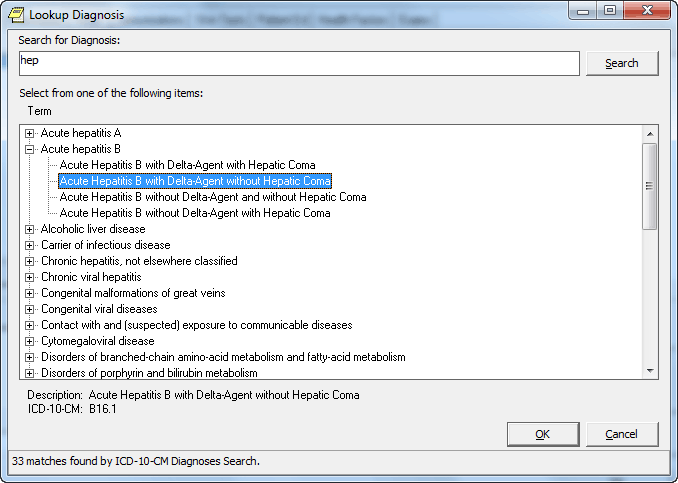 Lookup Diagnosis
Search for Diagnosis:
hep
Search
Select from one of the following items:
Term
Acute hepatitis A
Acute hepatitis B
Acute Hepatitis B with Delta-Agent with Hepatic Coma
Acute Hepatitis B with Delta-Agent without Hepatic Coma
Acute Hepatitis B without Delta-Agent and without Hepatic Coma
Acute Hepatitis B without Delta-Agent with Hepatic Coma
Alcoholic liver disease
Carrier of infectious disease
Chronic hepatitis, not elsewhere classified
Chronic viral hepatitis
Congenital malformations of great veins
Congenital viral diseases
Contact with and (suspected) exposure to communicable diseases
Cytomegaloviral disease
Disorders of branched-chain amino-acid metabolism and fatty-acid metabolism
Disorders of porphyrin and bilirubin metabolism
Description: Acute Hepatitis B with Delta-Agent without Hepatic Coma
ICD-10-CM: B16.1
OK Cancel
33 matches found by ICD-10-CM Diagnoses Search.